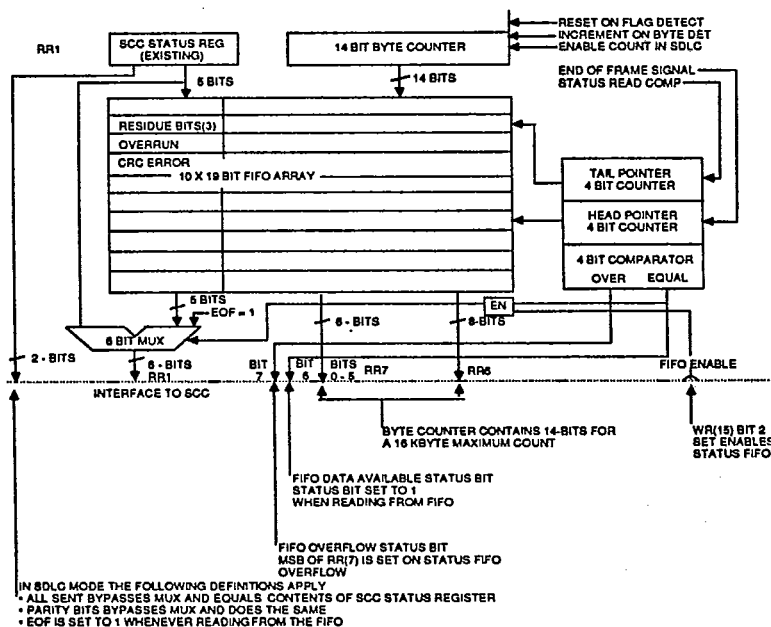 RR1
SCC STATUS REG
(EXISTING)
14 BIT BYTE COUNTER
RESET ON FLAG DETECT
INCREMENT ON BYTE DET
ENABLE COUNT IN SDLC
5 BITS
14 BITS
END OF FRAME SIGNAL
STATUS READ COMP
RESIDUE BITS(3)
OVERRUN
CRC ERROR
10 X 19 BIT FIFO ARRAY
TAIL POINTER
4 BIT COUNTER
HEAD POINTER
4 BIT COUNTER
4 BIT COMPARATOR
OVER EQUAL
5 BITS
EOF = 1
6 - BITS
8-BITS
EN
6 BIT MUX
2 - BITS
6 - BITS
RR1
BIT
7
BIT
6
BITS
0 - 5
RR7
RR6
FIFO ENABLE
INTERFACE TO SCC
BYTE COUNTER CONTAINS 14-BITS FOR
A 16 KBYTE MAXIMUM COUNT
WR(15) BIT 2
SET ENABLES
STATUS FIFO
FIFO DATA AVAILABLE STATUS BIT
STATUS BIT SET TO 1
WHEN READING FROM FIFO
FIFO OVERFLOW STATUS BIT
MSB OF RR(7) IS SET ON STATUS FIFO
OVERFLOW
IN SDLC MODE THE FOLLOWING DEFINITIONS APPLY
• ALL SENT BYPASSES MUX AND EQUALS CONTENTS OF SCC STATUS REGISTER
• PARITY BITS BYPASSES MUX AND DOES THE SAME
• EOF IS SET TO 1 WHENEVER READING FROM THE FIFO